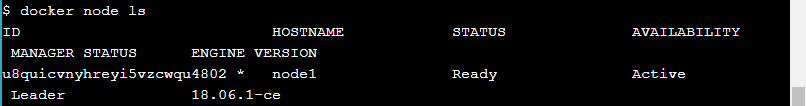 $ docker node ls
ID HOSTNAME STATUS AVAILABILITY
MANAGER STATUS ENGINE VERSION
u8quicvnyhreyi5vzcwqu4802 * node1 Ready Active
Leader 18.06.1-ce